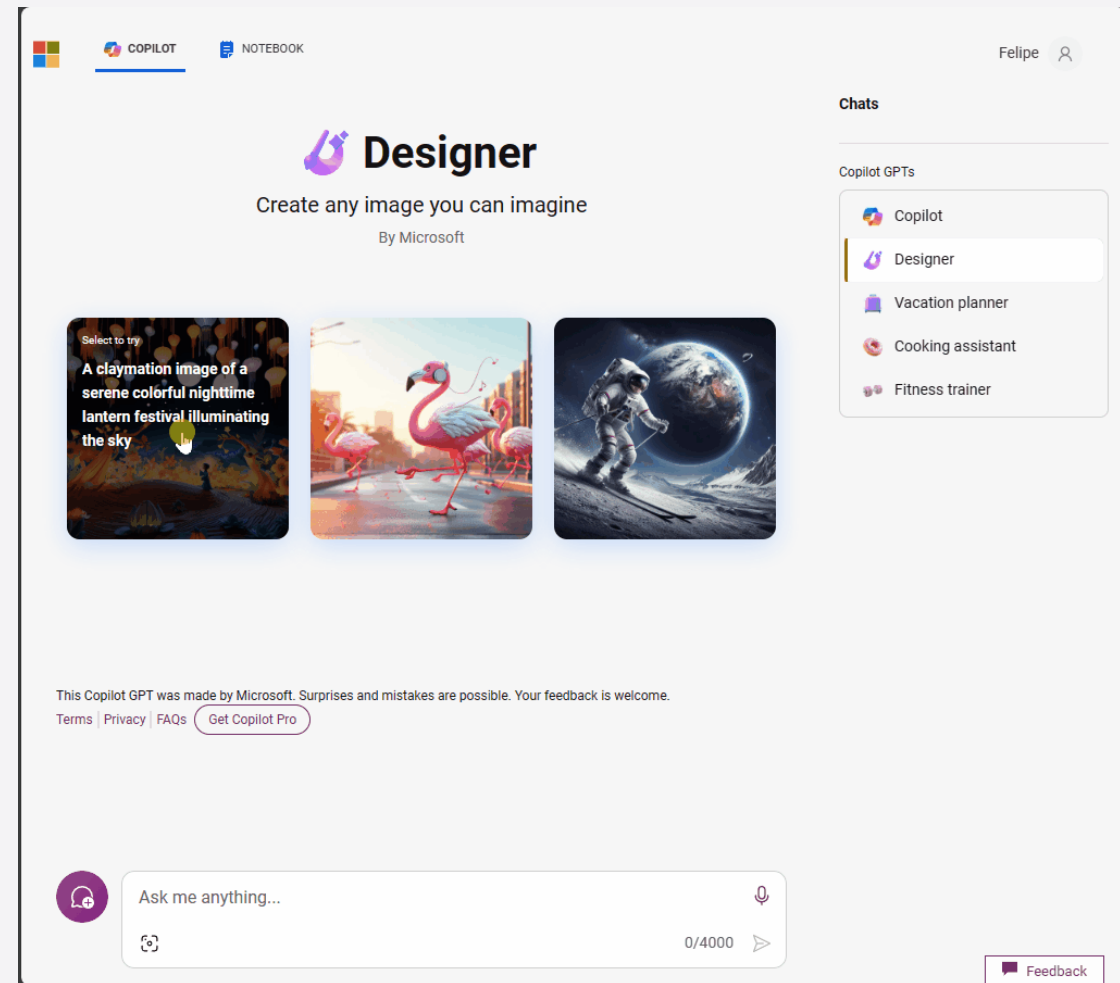 COPILOT
NOTEBOOK
Felipe
Designer
Create any image you can imagine
By Microsoft
Select to try
A claymation image of a
serene colorful nighttime
lantern festival illuminating
the sky
This Copilot GPT was made by Microsoft. Surprises and mistakes are possible. Your feedback is welcome.
Terms
Privacy
FAQs
Get Copilot Pro
Ask me anything...
0/4000
Chats
Copilot GPTs
Copilot
Designer
Vacation planner
Cooking assistant
Fitness trainer
Feedback